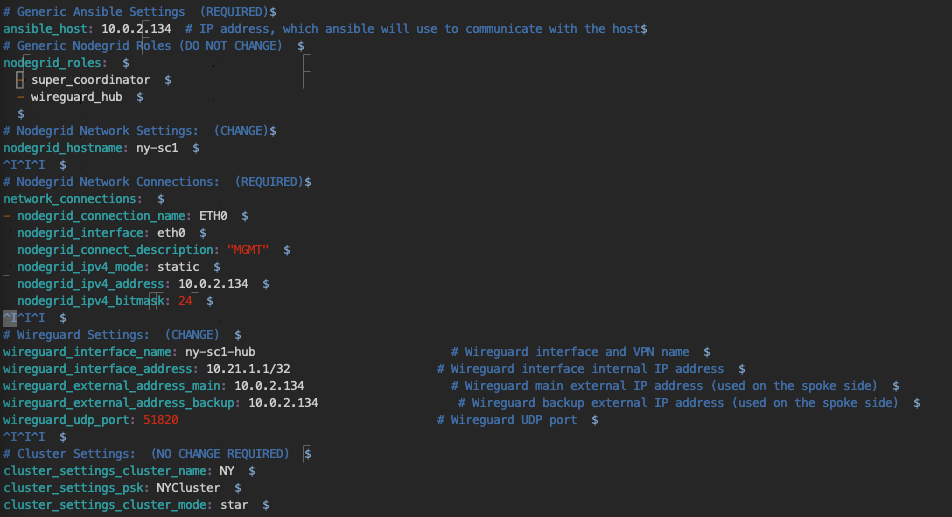 # Generic Ansible Settings  (REQUIRED)$
ansible_host: 10.0.2.134  # IP address, which ansible will use to communicate with the host$
# Generic Nodegrid Roles (DO NOT CHANGE)  $
nodegrid_roles:  $
  - super_coordinator  $
  - wireguard_hub  $
  $
# Nodegrid Network Settings:  (CHANGE)$
nodegrid_hostname: ny-sc1  $
^I^I^I  $
# Nodegrid Network Connections:  (REQUIRED)$
network_connections:  $
- nodegrid_connection_name: ETH0  $
  nodegrid_interface: eth0  $
  nodegrid_connect_description: "MGMT"  $
  nodegrid_ipv4_mode: static  $
  nodegrid_ipv4_address: 10.0.2.134  $
  nodegrid_ipv4_bitmask: 24  $
^I^I^I  $
# Wireguard Settings:  (CHANGE)  $
wireguard_interface_name: ny-sc1-hub                            # Wireguard interface and VPN name  $
wireguard_interface_address: 10.21.1.1/32                     # Wireguard interface internal IP address  $
wireguard_external_address_main: 10.0.2.134                     # Wireguard main external IP address (used on the spoke side)  $
wireguard_external_address_backup: 10.0.2.134                    # Wireguard backup external IP address (used on the spoke side)  $
wireguard_udp_port: 51820                                     # Wireguard UDP port  $
^I^I^I  $
# Cluster Settings:  (NO CHANGE REQUIRED)  $
cluster_settings_cluster_name: NY  $
cluster_settings_psk: NYCluster  $
cluster_settings_cluster_mode: star  $